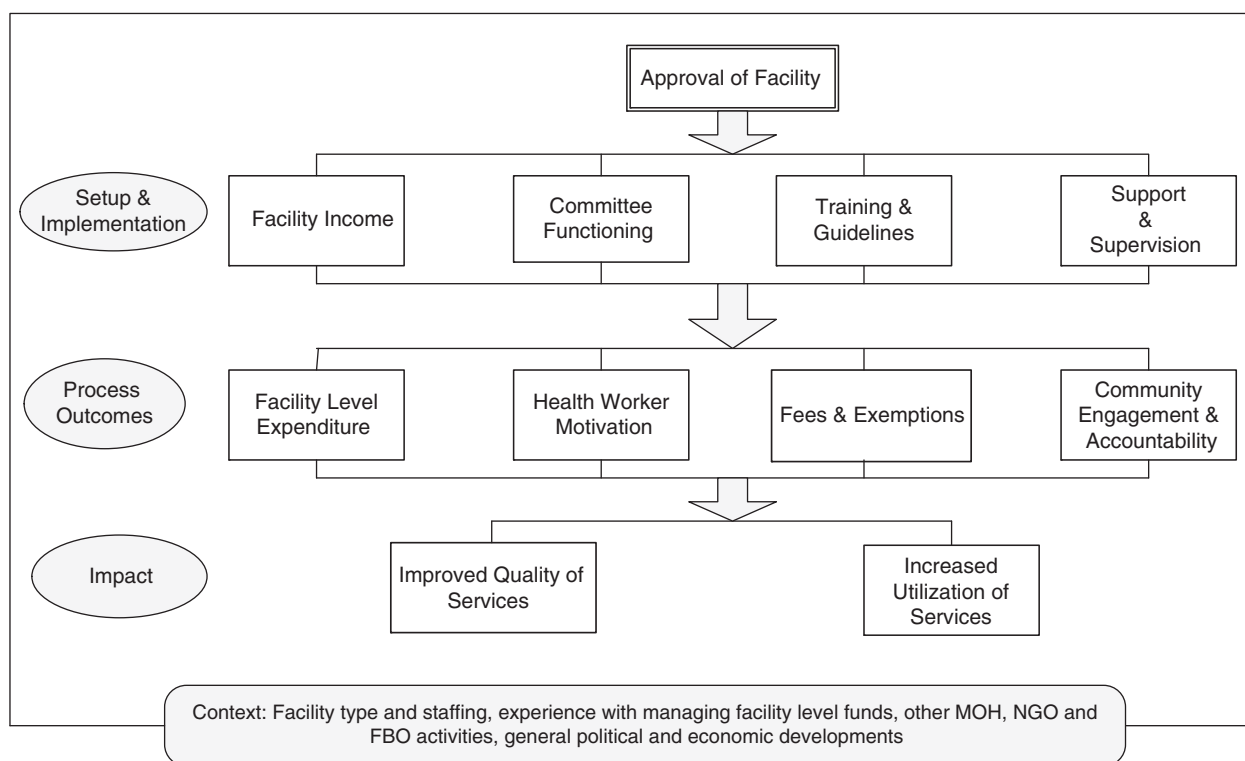 Approval of Facility
Setup &
Implementation
Facility Income
Committee
Functioning
Training &
Guidelines
Support
&
Supervision
Process
Outcomes
Facility Level
Expenditure
Health Worker
Motivation
Fees & Exemptions
Community
Engagement &
Accountability
Impact
Improved Quality of
Services
Increased
Utilization of
Services
Context: Facility type and staffing, experience with managing facility level funds, other MOH, NGO and
FBO activities, general political and economic developments